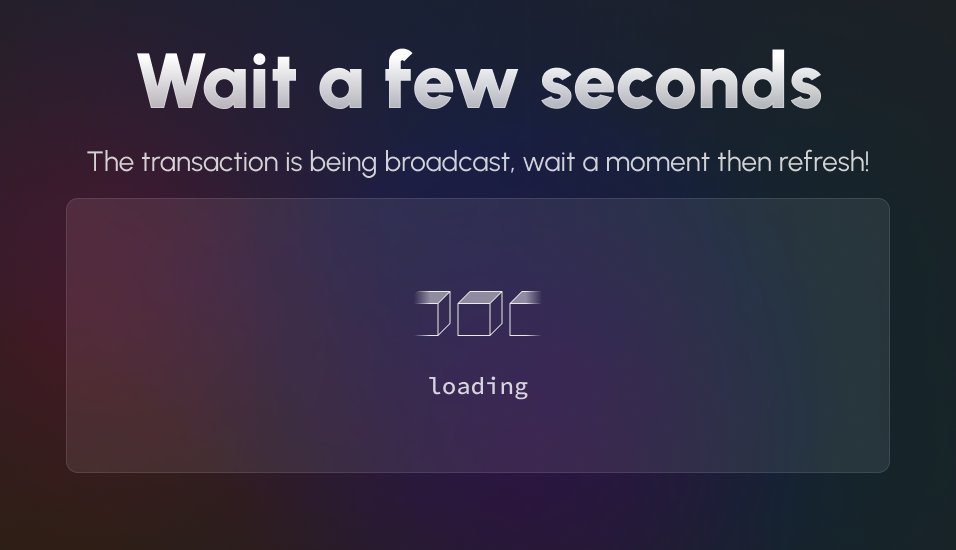 Wait a few seconds
The transaction is being broadcast, wait a moment then refresh!
loading